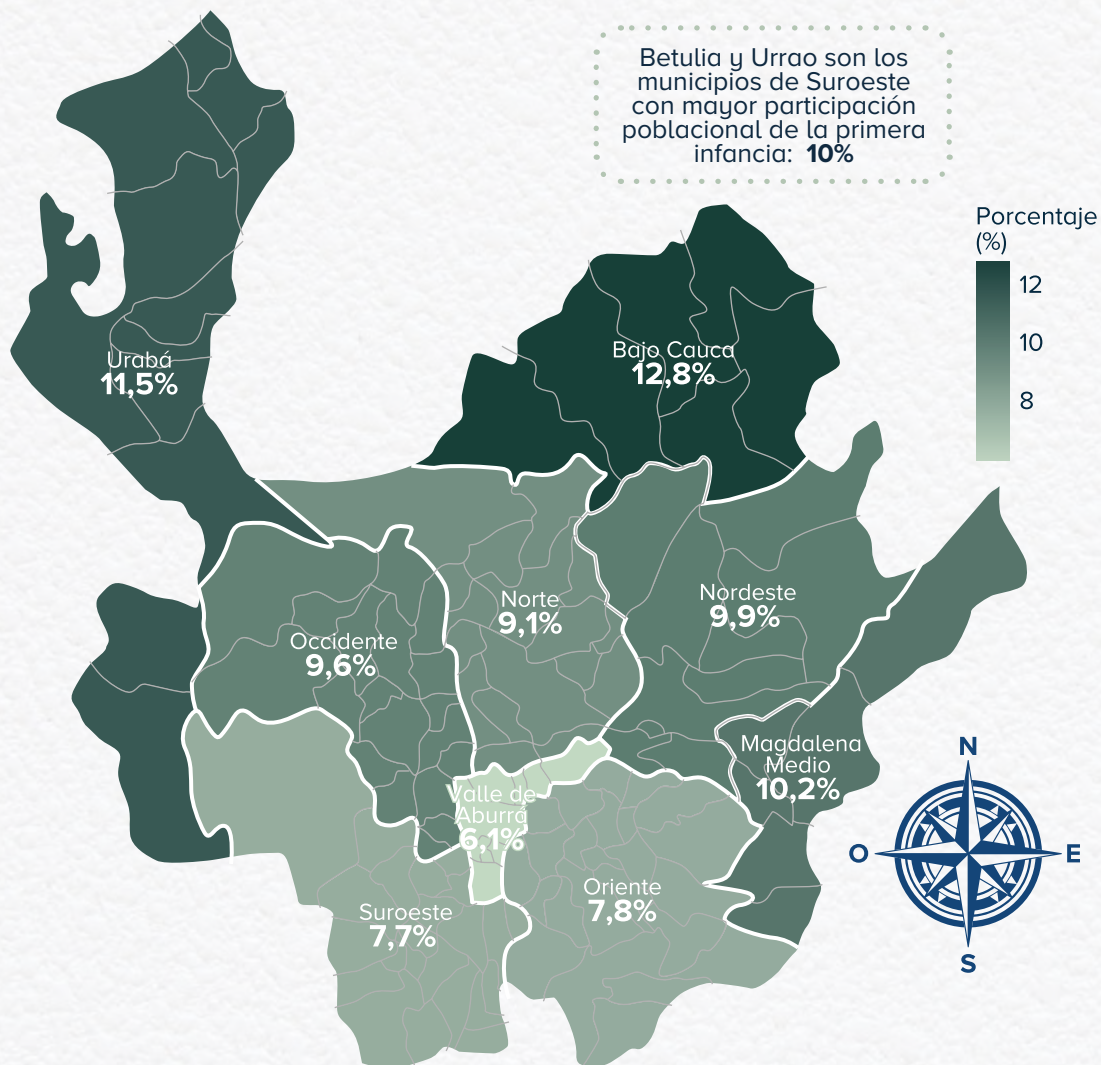 Betulia y Urrao son los
municipios de Suroeste
con mayor participación
poblacional de la primera
infancia: 10%
Porcentaje
(%)
12
10
8
Urabá
11,5%
Bajo Cauca
12,8%
Norte
9,1%
Nordeste
9,9%
Occidente
9,6%
Magdalena
Medio
10,2%
Valle de
Aburrá
6,1%
Oriente
7,8%
Suroeste
7,7%
N
O
E
S